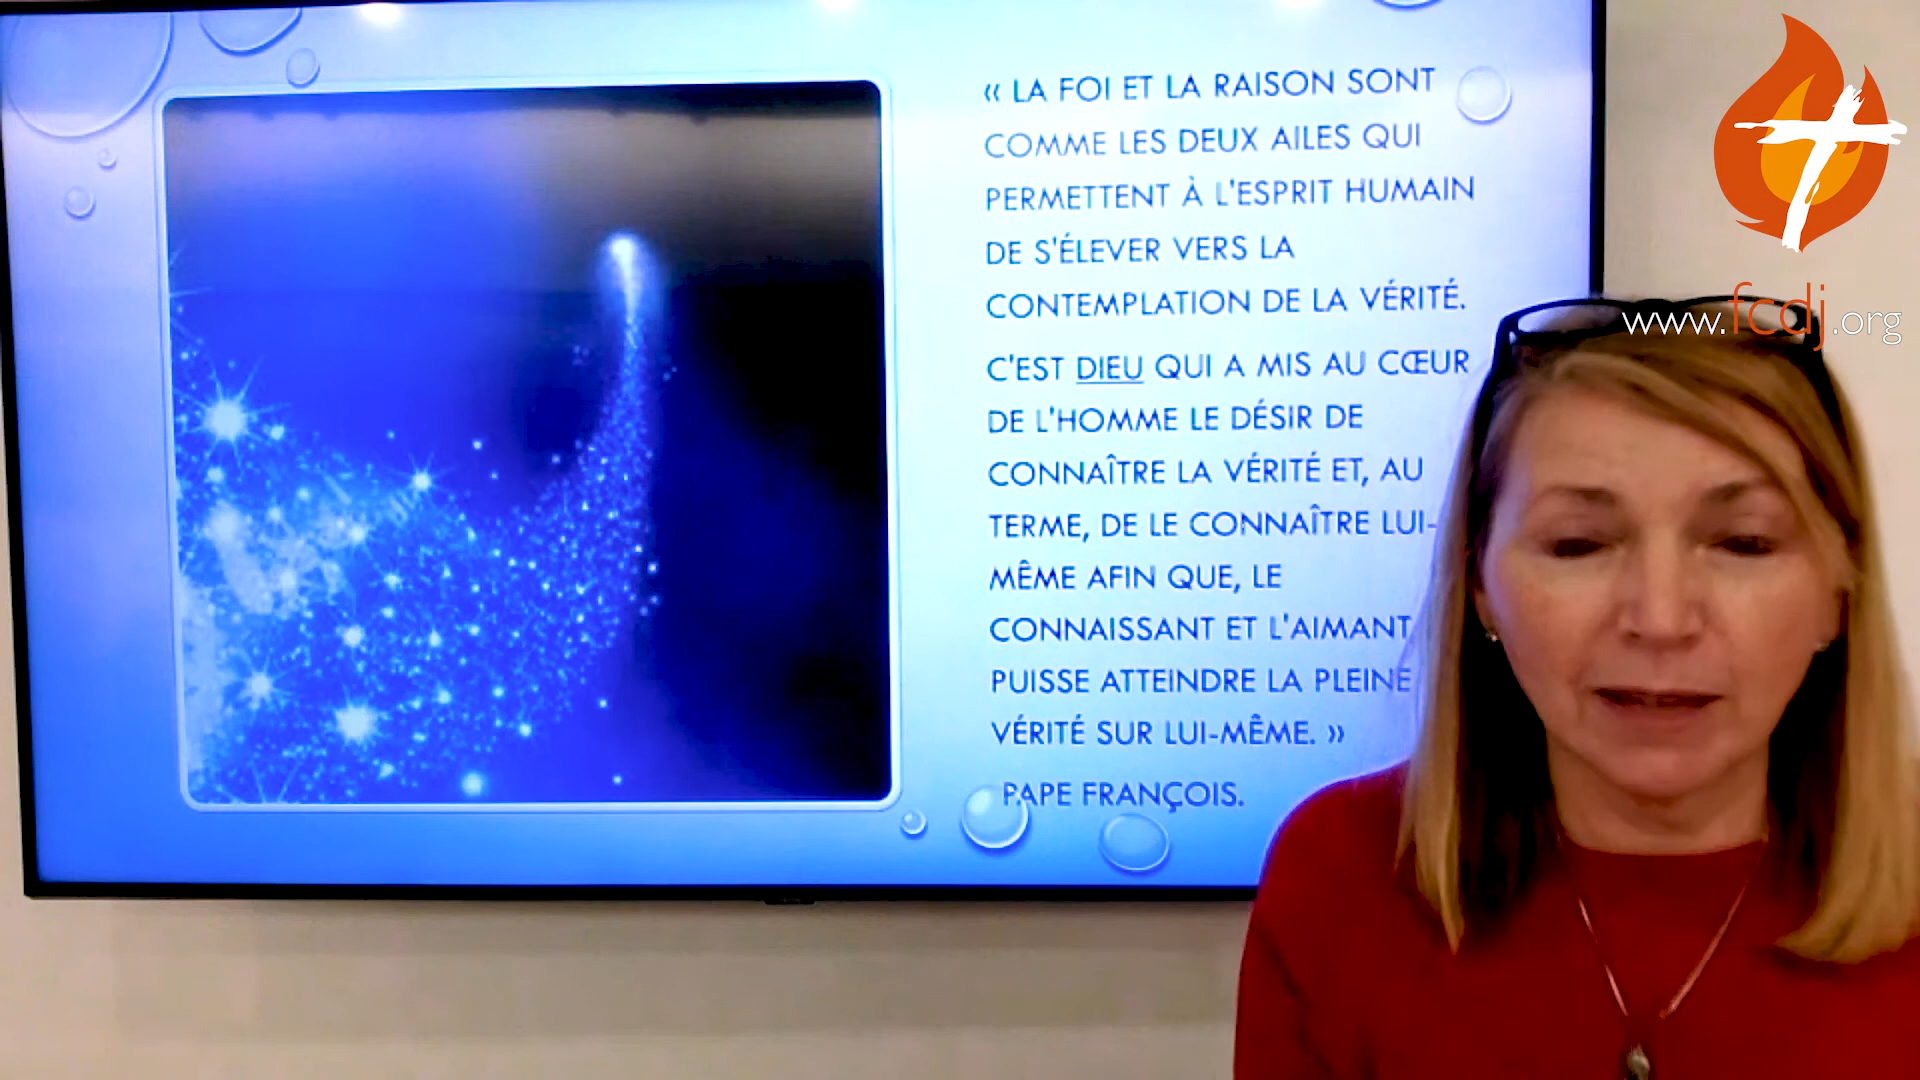 « LA FOI ET LA RAISON SONT
COMME LES DEUX AILES QUI
PERMETTENT À L'ESPRIT HUMAIN
DE S'ÉLEVER VERS LA
CONTEMPLATION DE LA VÉRITÉ.
C'EST DIEU QUI A MIS AU CŒUR
DE L'HOMME LE DÉSIR DE
CONNAÎTRE LA VÉRITÉ ET, AU
TERME, DE LE CONNAÎTRE LUI-
MÊME AFIN QUE, LE
CONNAISSANT ET L'AIMANT,
PUISSE ATTEINDRE LA PLEINE
VÉRITÉ SUR LUI-MÊME. »
PAPE FRANÇOIS.
www.fcdj.org